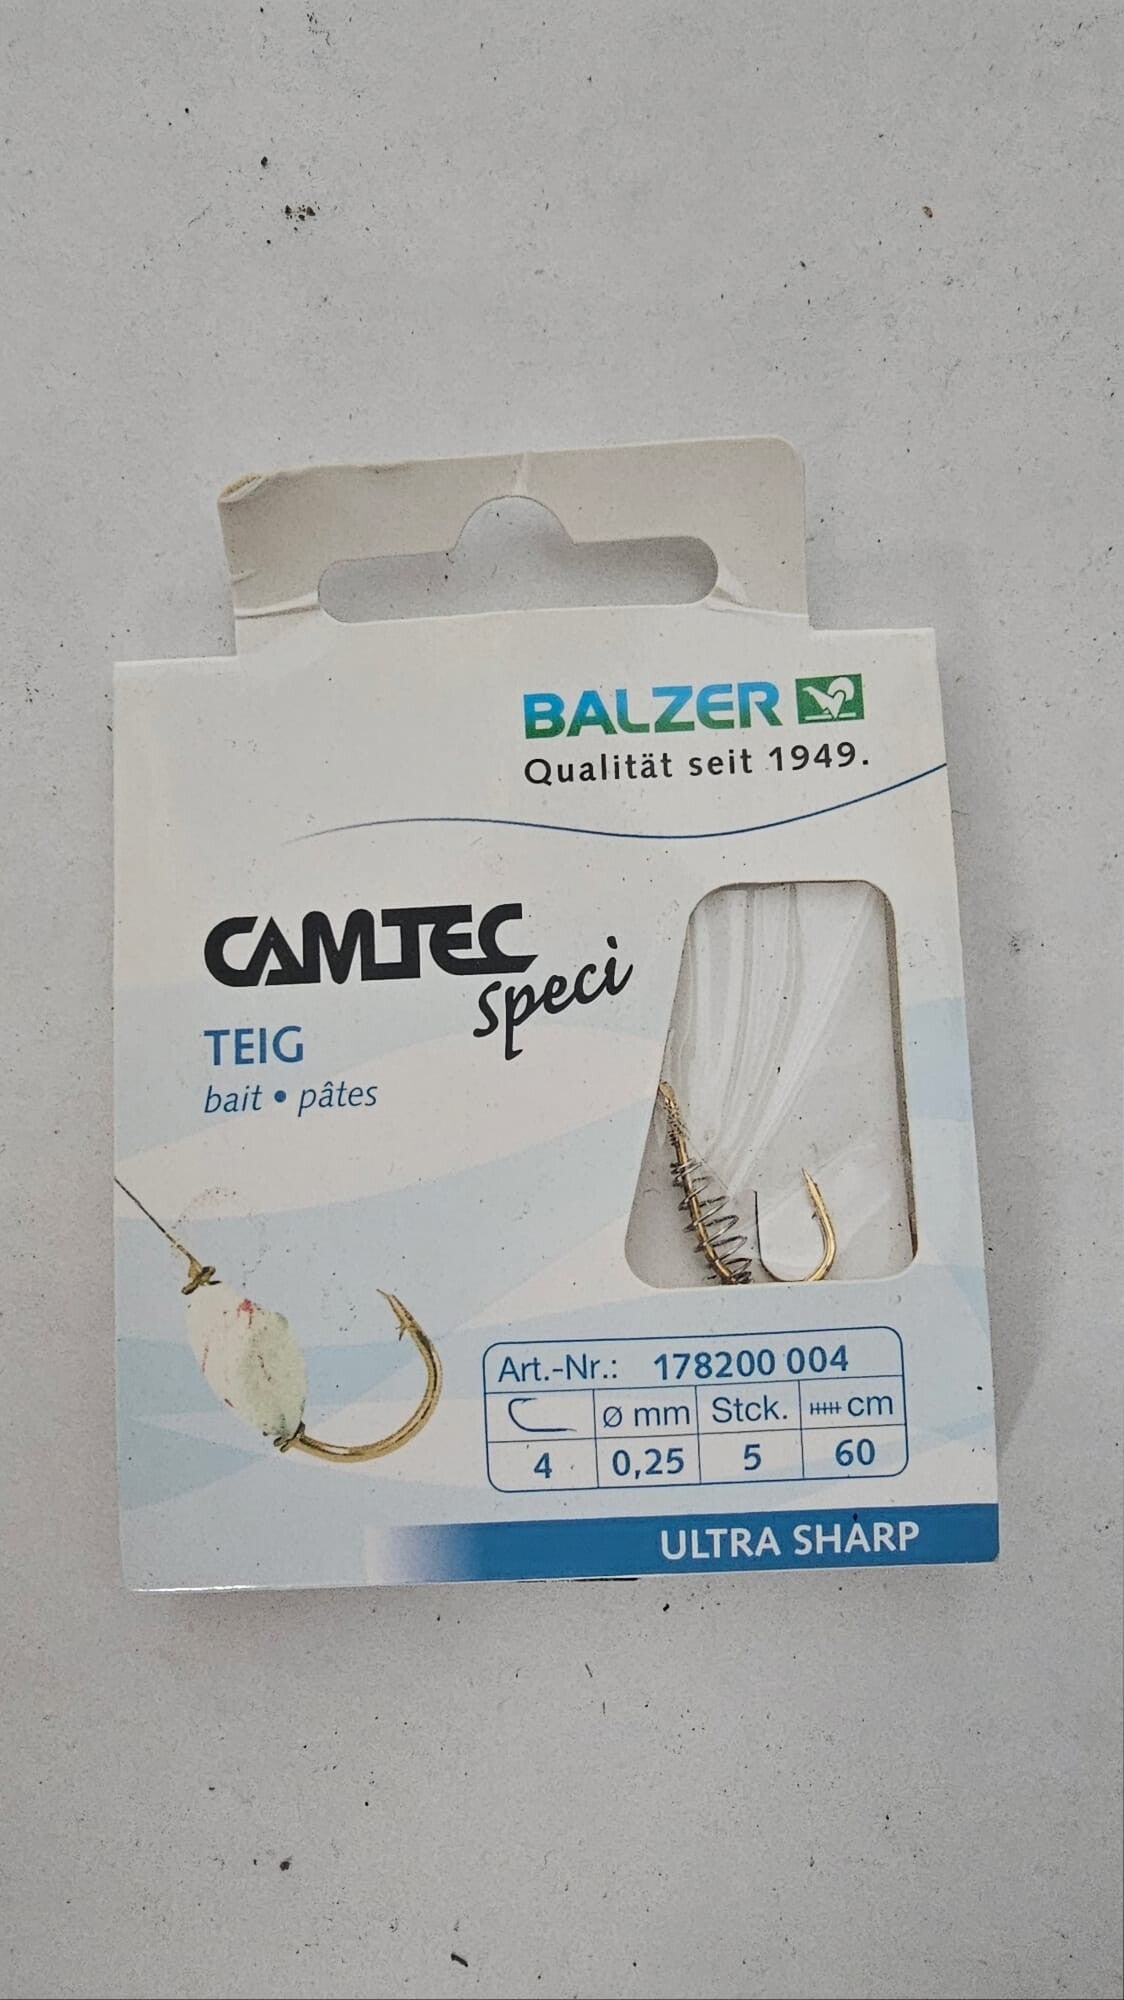 BALZER
Qualität seit 1949.
CAMTEC
speci
TEIG
bait • pâtes
Art.-Nr.: 178200 004
Ø mm Stck. cm
4 0,25 5 60
ULTRA SHARP